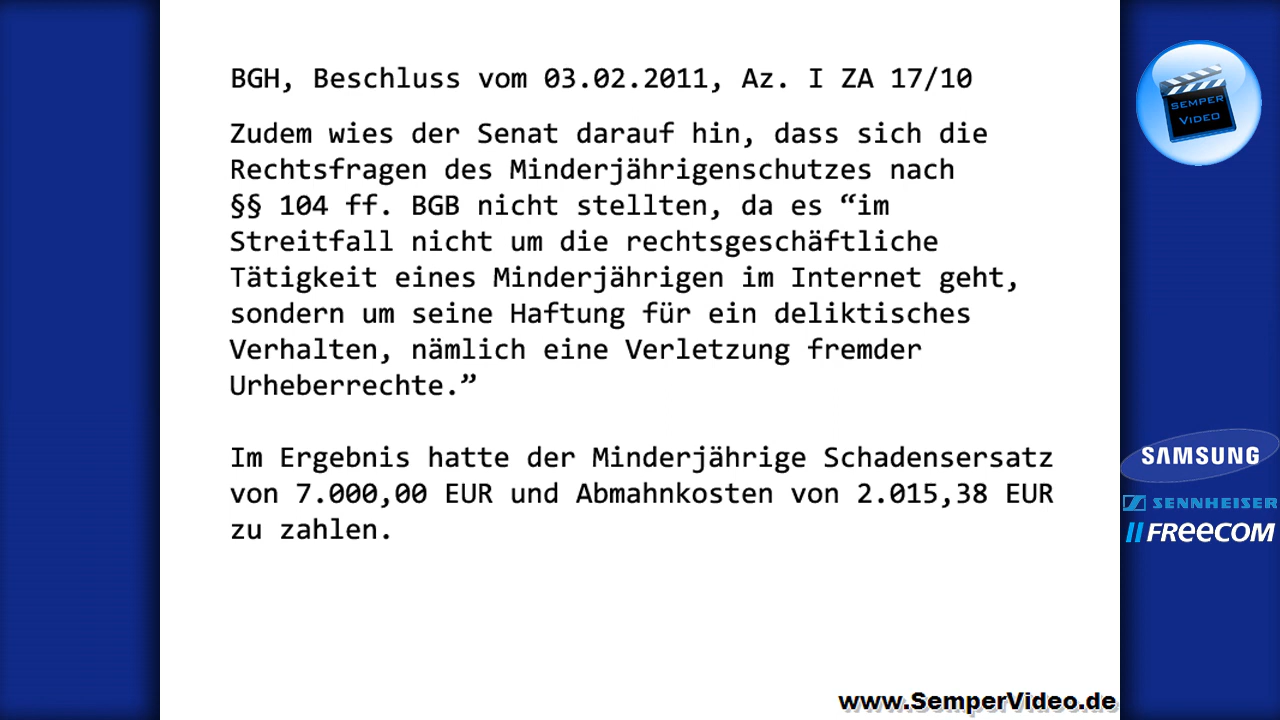 BGH, Beschluss vom 03.02.2011, Az. I ZA 17/10
Zudem wies der Senat darauf hin, dass sich die
Rechtsfragen des Minderjährigenschutzes nach
§§ 104 ff. BGB nicht stellten, da es “im
Streitfall nicht um die rechtsgeschäftliche
Tätigkeit eines Minderjährigen im Internet geht,
sondern um seine Haftung für ein deliktisches
Verhalten, nämlich eine Verletzung fremder
Urheberrechte.”
Im Ergebnis hatte der Minderjährige Schadensersatz
von 7.000,00 EUR und Abmahnkosten von 2.015,38 EUR
zu zahlen.
SEMPER
VIDEO
SAMSUNG
SENNHEISER
FREECOM
www.SemperVideo.de